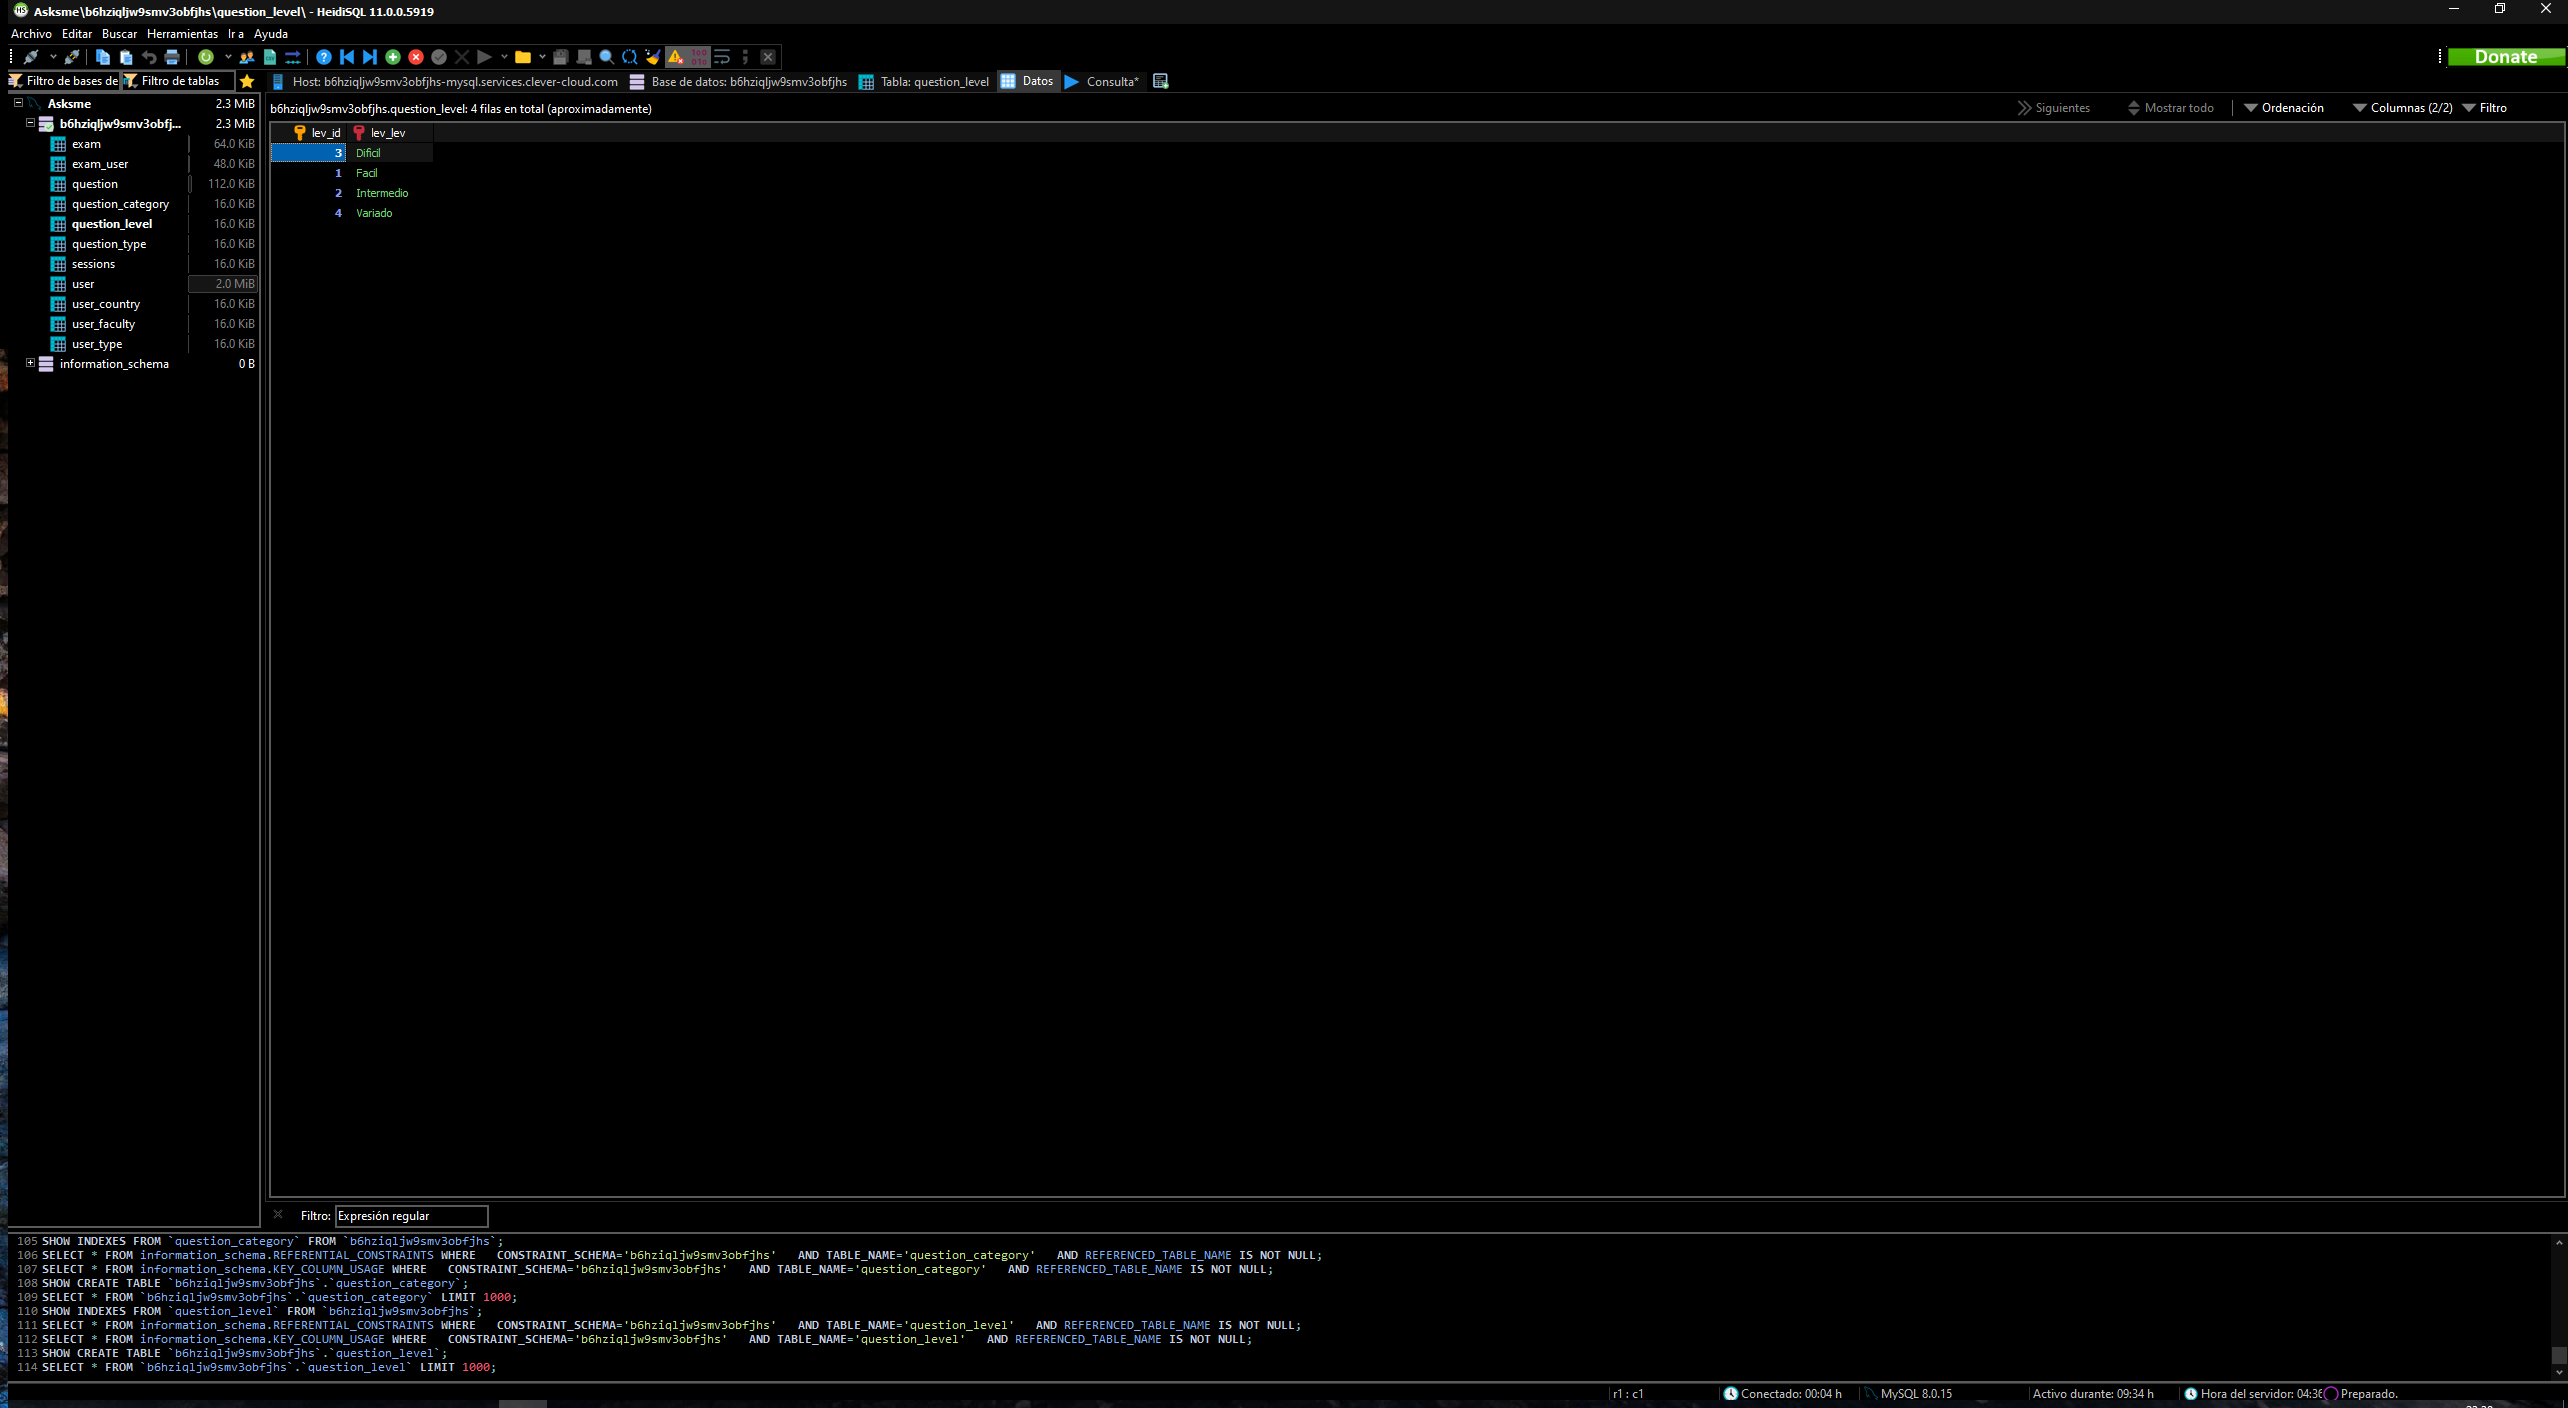 Asksme\b6hziqljw9smv3obfjhs\question_level\ - HeidiSQL 11.0.0.5919
Archivo Editar Buscar Herramientas Ir a Ayuda
Donate
Filtro de bases de Filtro de tablas
Host: b6hziqljw9smv3obfjhs-mysql.services.clever-cloud.com Base de datos: b6hziqljw9smv3obfjhs Tabla: question_level Datos Consulta*
Asksme 2.3 MiB
b6hziqljw9smv3obfj... 2.3 MiB
exam 64.0 KiB
exam_user 48.0 KiB
question 112.0 KiB
question_category 16.0 KiB
question_level 16.0 KiB
question_type 16.0 KiB
sessions 16.0 KiB
user 2.0 MiB
user_country 16.0 KiB
user_faculty 16.0 KiB
user_type 16.0 KiB
information_schema 0 B
b6hziqljw9smv3obfjhs.question_level: 4 filas en total (aproximadamente)
Siguientes Mostrar todo Ordenación Columnas (2/2) Filtro
lev_id lev_lev
3 Dificil
1 Facil
2 Intermedio
4 Variado
Filtro: Expresión regular
105 SHOW INDEXES FROM `question_category` FROM `b6hziqljw9smv3obfjhs`;
106 SELECT * FROM information_schema.REFERENTIAL_CONSTRAINTS WHERE CONSTRAINT_SCHEMA='b6hziqljw9smv3obfjhs' AND TABLE_NAME='question_category' AND REFERENCED_TABLE_NAME IS NOT NULL;
107 SELECT * FROM information_schema.KEY_COLUMN_USAGE WHERE CONSTRAINT_SCHEMA='b6hziqljw9smv3obfjhs' AND TABLE_NAME='question_category' AND REFERENCED_TABLE_NAME IS NOT NULL;
108 SHOW CREATE TABLE `b6hziqljw9smv3obfjhs`.`question_category`;
109 SELECT * FROM `b6hziqljw9smv3obfjhs`.`question_category` LIMIT 1000;
110 SHOW INDEXES FROM `question_level` FROM `b6hziqljw9smv3obfjhs`;
111 SELECT * FROM information_schema.REFERENTIAL_CONSTRAINTS WHERE CONSTRAINT_SCHEMA='b6hziqljw9smv3obfjhs' AND TABLE_NAME='question_level' AND REFERENCED_TABLE_NAME IS NOT NULL;
112 SELECT * FROM information_schema.KEY_COLUMN_USAGE WHERE CONSTRAINT_SCHEMA='b6hziqljw9smv3obfjhs' AND TABLE_NAME='question_level' AND REFERENCED_TABLE_NAME IS NOT NULL;
113 SHOW CREATE TABLE `b6hziqljw9smv3obfjhs`.`question_level`;
114 SELECT * FROM `b6hziqljw9smv3obfjhs`.`question_level` LIMIT 1000;
r1 : c1 Conectado: 00:04 h MySQL 8.0.15 Activo durante: 09:34 h Hora del servidor: 04:36 Preparado.